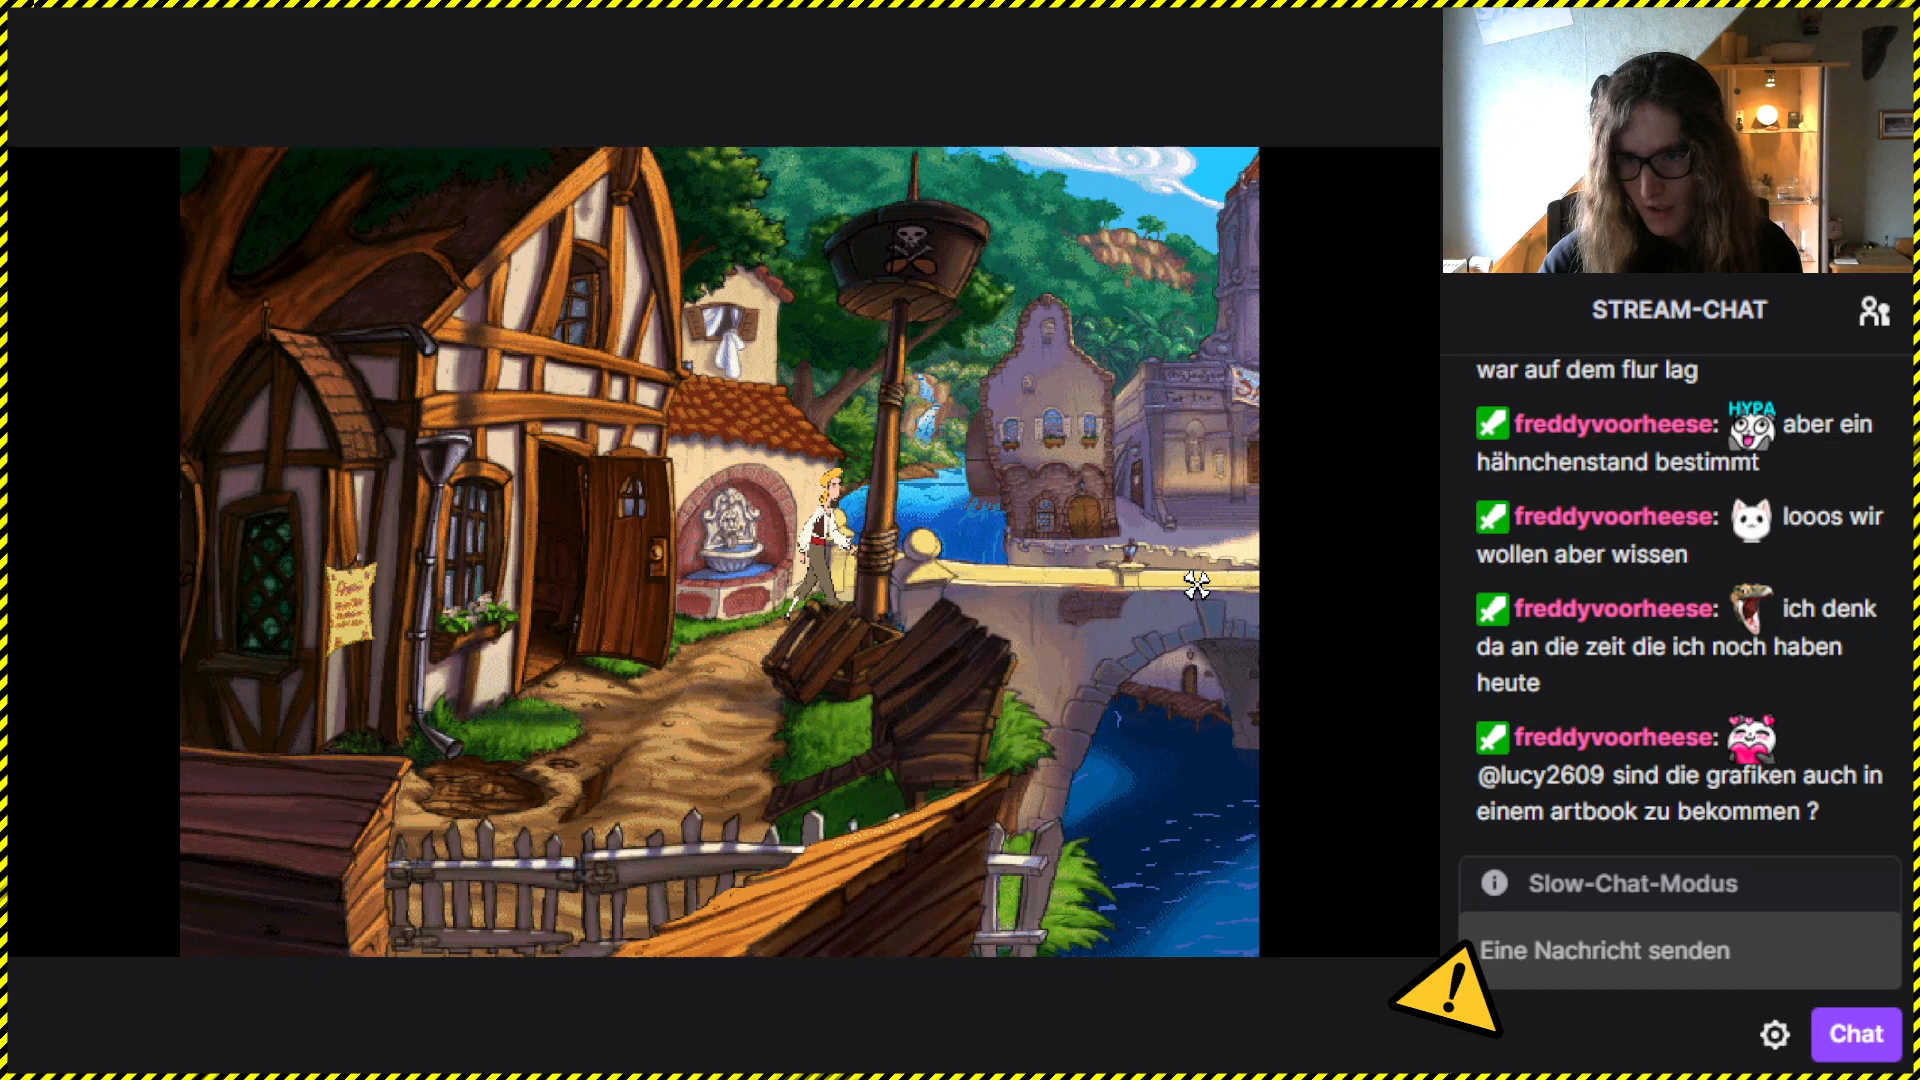 STREAM-CHAT
war auf dem flur lag
freddyvoorheese: HYPA aber ein
hähnchenstand bestimmt
freddyvoorheese: looos wir
wollen aber wissen
freddyvoorheese: ich denk
da an die zeit die ich noch haben
heute
freddyvoorheese:
@lucy2609 sind die grafiken auch in
einem artbook zu bekommen ?
Slow-Chat-Modus
Eine Nachricht senden
Chat